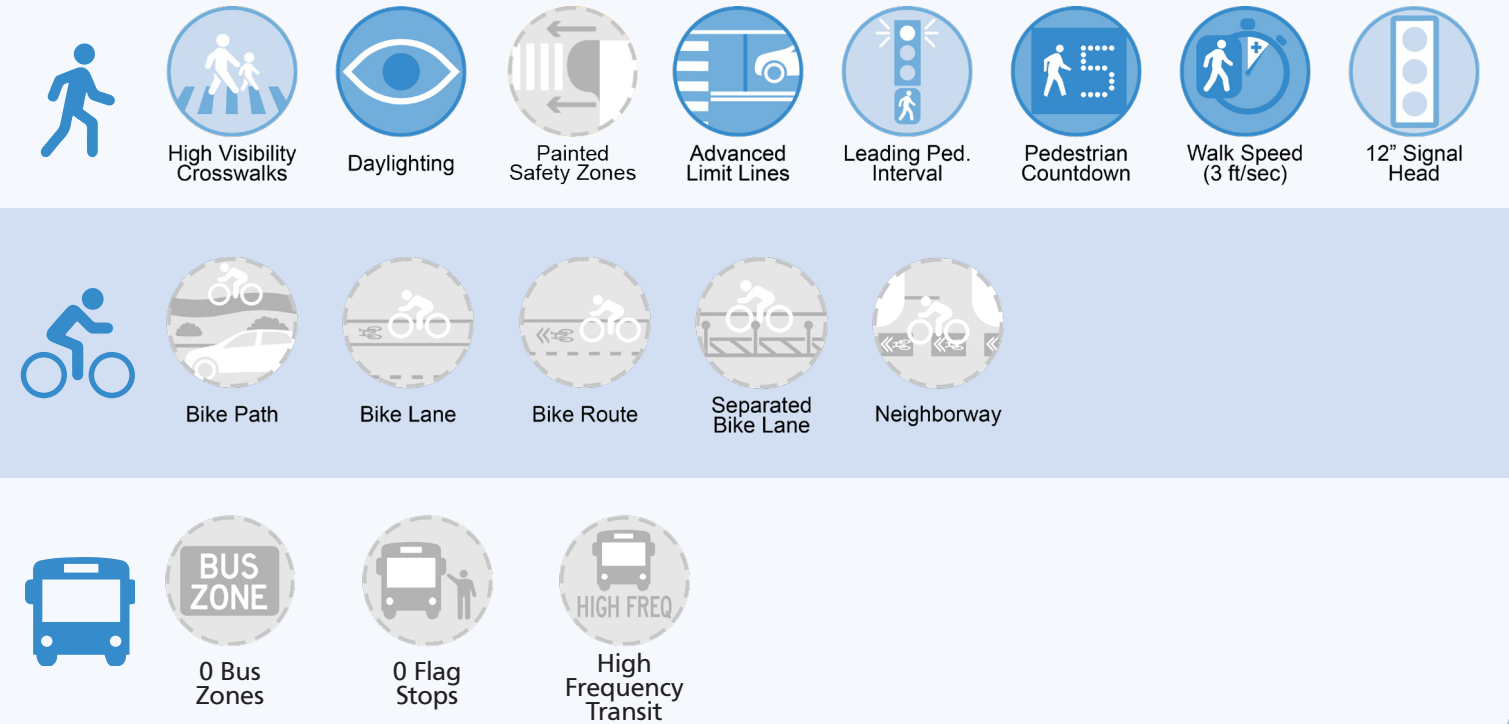 5
High Visibility
Crosswalks
Daylighting
Painted
Safety Zones
Advanced
Limit Lines
Leading Ped.
Interval
Pedestrian
Countdown
Walk Speed
(3 ft/sec)
12” Signal
Head
Bike Path
Bike Lane
Bike Route
Separated
Bike Lane
Neighborway
BUS
ZONE
HIGH FREQ
0 Bus
Zones
0 Flag
Stops
High
Frequency
Transit